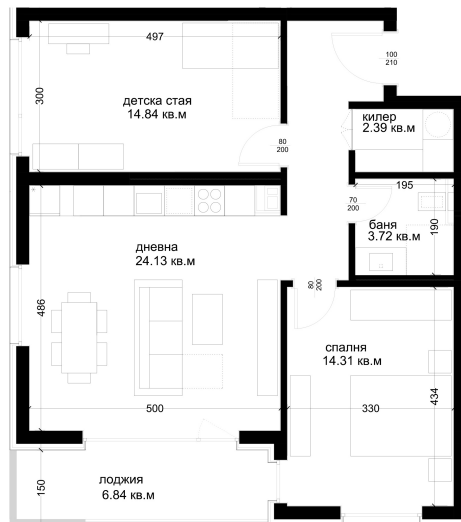 497
100
210
300
детска стая
14.84 кв.м
килер
2.39 кв.м
80
200
195
70
200
баня
3.72 кв.м
190
дневна
24.13 кв.м
486
80
200
спалня
14.31 кв.м
434
500
330
лоджия
6.84 кв.м
150